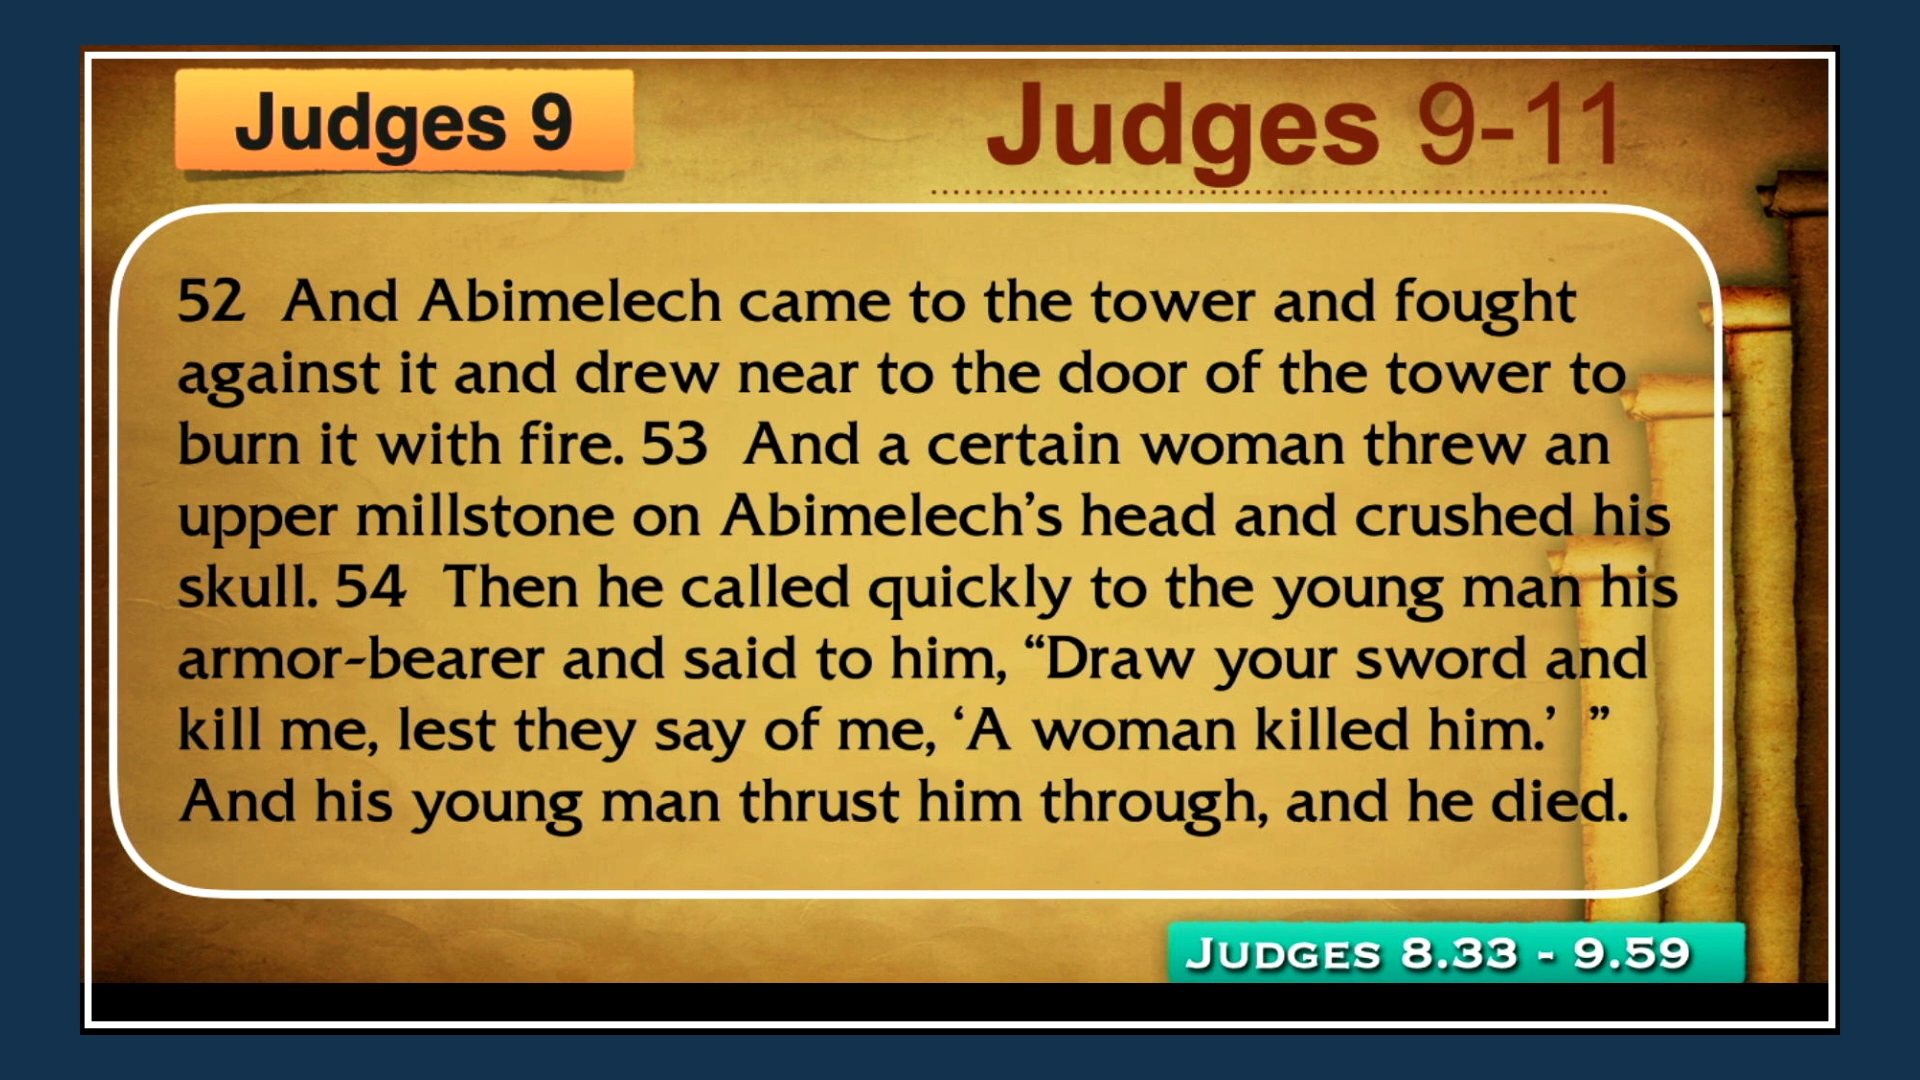 Judges 9
Judges 9-11
52 And Abimelech came to the tower and fought
against it and drew near to the door of the tower to
burn it with fire. 53 And a certain woman threw an
upper millstone on Abimelech’s head and crushed his
skull. 54 Then he called quickly to the young man his
armor-bearer and said to him, “Draw your sword and
kill me, lest they say of me, ‘A woman killed him.’ ”
And his young man thrust him through, and he died.
JUDGES 8.33 - 9.59